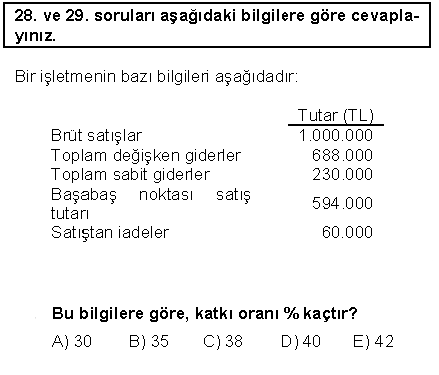 28. ve 29. soruları aşağıdaki bilgilere göre cevapla-
yınız.
Bir işletmenin bazı bilgileri aşağıdadır:
Tutar (TL)
Brüt satışlar 1.000.000
Toplam değişken giderler 688.000
Toplam sabit giderler 230.000
Başabaş noktası satış
tutarı 594.000
Satıştan iadeler 60.000
Bu bilgilere göre, katkı oranı % kaçtır?
A) 30 B) 35 C) 38 D) 40 E) 42